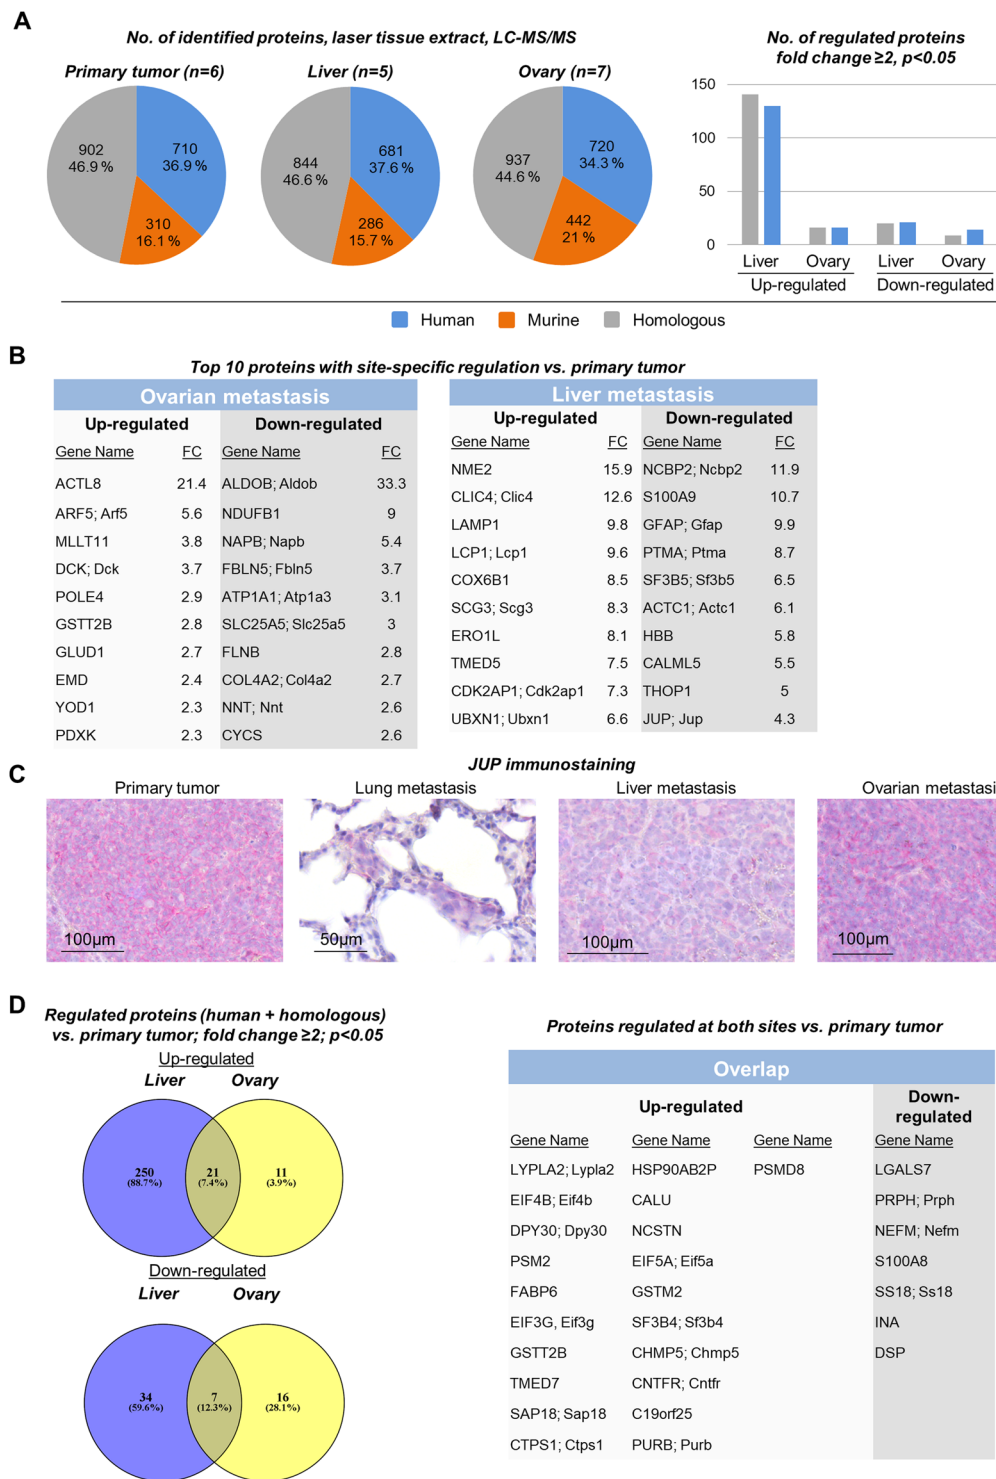 A
No. of identified proteins, laser tissue extract, LC-MS/MS
No. of regulated proteins
fold change ≥2, p<0.05
Primary tumor (n=6)
Liver (n=5)
Ovary (n=7)
902
46.9 %
710
36.9 %
310
16.1 %
844
46.6 %
681
37.6 %
286
15.7 %
937
44.6 %
720
34.3 %
442
21 %
150
100
50
0
Liver Ovary Liver Ovary
Up-regulated Down-regulated
Human Murine Homologous
B
Top 10 proteins with site-specific regulation vs. primary tumor
Ovarian metastasis
Up-regulated Down-regulated
Gene Name FC Gene Name FC
ACTL8 21.4 ALDOB; Aldob 33.3
ARF5; Arf5 5.6 NDUFB1 9
MLLT11 3.8 NAPB; Napb 5.4
DCK; Dck 3.7 FBLN5; Fbln5 3.7
POLE4 2.9 ATP1A1; Atp1a3 3.1
GSTT2B 2.8 SLC25A5; Slc25a5 3
GLUD1 2.7 FLNB 2.8
EMD 2.4 COL4A2; Col4a2 2.7
YOD1 2.3 NNT; Nnt 2.6
PDXK 2.3 CYCS 2.6
Liver metastasis
Up-regulated Down-regulated
Gene Name FC Gene Name FC
NME2 15.9 NCBP2; Ncbp2 11.9
CLIC4; Clic4 12.6 S100A9 10.7
LAMP1 9.8 GFAP; Gfap 9.9
LCP1; Lcp1 9.6 PTMA; Ptma 8.7
COX6B1 8.5 SF3B5; Sf3b5 6.5
SCG3; Scg3 8.3 ACTC1; Actc1 6.1
ERO1L 8.1 HBB 5.8
TMED5 7.5 CALML5 5.5
CDK2AP1; Cdk2ap1 7.3 THOP1 5
UBXN1; Ubxn1 6.6 JUP; Jup 4.3
C
JUP immunostaining
Primary tumor Lung metastasis Liver metastasis Ovarian metastasi
100µm 50µm 100µm 100µm
D
Regulated proteins (human + homologous)
vs. primary tumor; fold change ≥2; p<0.05
Up-regulated
Liver Ovary
250
(88.7%)
21
(7.4%)
11
(3.9%)
Down-regulated
Liver Ovary
34
(59.6%)
7
(12.3%)
16
(28.1%)
Proteins regulated at both sites vs. primary tumor
Overlap
Up-regulated
Down-
regulated
Gene Name Gene Name Gene Name Gene Name
LYPLA2; Lypla2 HSP90AB2P PSMD8 LGALS7
EIF4B; Eif4b CALU PRPH; Prph
DPY30; Dpy30 NCSTN NEFM; Nefm
PSM2 EIF5A; Eif5a S100A8
FABP6 GSTM2 SS18; Ss18
EIF3G, Eif3g SF3B4; Sf3b4 INA
GSTT2B CHMP5; Chmp5 DSP
TMED7 CNTFR; Cntfr
SAP18; Sap18 C19orf25
CTPS1; Ctps1 PURB; Purb